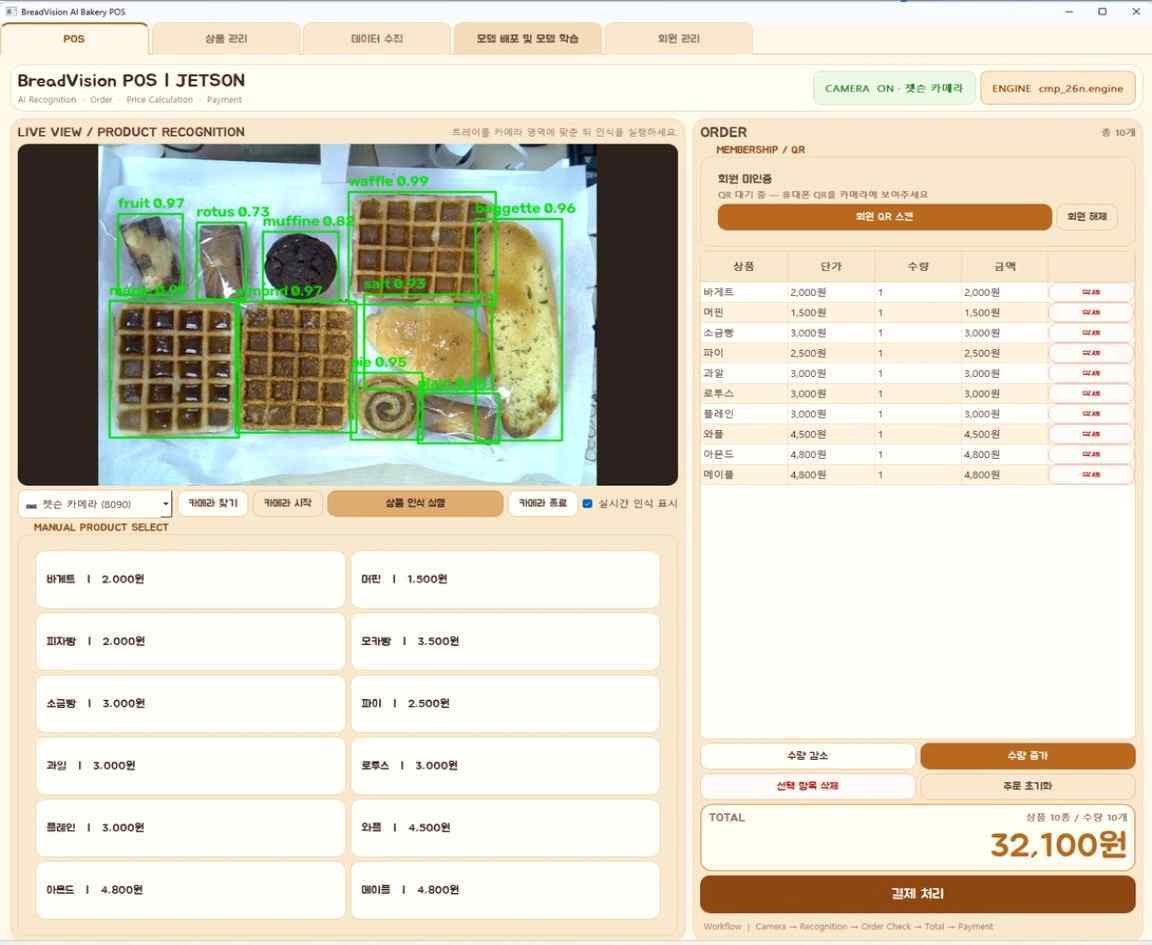 BreadVision AI Bakery POS
POS 상품 관리 데이터 수집 모델 배포 및 모델 학습 회원 관리
BreadVision POS | JETSON
AI Recognition · Order · Price Calculation · Payment
CAMERA ON · 젯슨 카메라
ENGINE cmp_26n.engine
LIVE VIEW / PRODUCT RECOGNITION
트레이를 카메라 영역에 맞춘 뒤 인식을 실행하세요.
waffle 0.99
fruit 0.97
rotus 0.73
muffine 0.82
baggette 0.96
salt 0.93
mond 0.97
pie 0.95
젯슨 카메라 (8090) 카메라 찾기 카메라 시작 상품 인식 실행 카메라 종료 실시간 인식 표시
MANUAL PRODUCT SELECT
바게트 | 2.000원
머핀 | 1.500원
피자빵 | 2.000원
모카빵 | 3.500원
소금빵 | 3.000원
파이 | 2.500원
과일 | 3.000원
로투스 | 3.000원
플레인 | 3.000원
와플 | 4.500원
아몬드 | 4.800원
메이플 | 4.800원
ORDER
총 10개
MEMBERSHIP / QR
회원 미인증
QR 대기 중 — 휴대폰 QR을 카메라에 보여주세요
회원 QR 스캔
회원 해제
상품 단가 수량 금액
바게트 2,000원 1 2,000원 삭제
머핀 1,500원 1 1,500원 삭제
소금빵 3,000원 1 3,000원 삭제
파이 2,500원 1 2,500원 삭제
과일 3,000원 1 3,000원 삭제
로투스 3,000원 1 3,000원 삭제
플레인 3,000원 1 3,000원 삭제
와플 4,500원 1 4,500원 삭제
아몬드 4,800원 1 4,800원 삭제
메이플 4,800원 1 4,800원 삭제
수량 감소
수량 증가
선택 항목 삭제
주문 초기화
TOTAL
상품 10종 / 수량 10개
32,100원
결제 처리
Workflow | Camera → Recognition → Order Check → Total → Payment